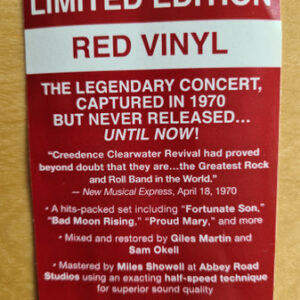 LIMITED EDITION
RED VINYL
THE LEGENDARY CONCERT,
CAPTURED IN 1970
BUT NEVER RELEASED...
UNTIL NOW!
“Creedence Clearwater Revival had proved
beyond doubt that they are...the Greatest Rock
and Roll Band in the World.”
— New Musical Express, April 18, 1970
• A hits-packed set including “Fortunate Son,”
“Bad Moon Rising,” “Proud Mary,” and more
• Mixed and restored by Giles Martin and
Sam Okell
• Mastered by Miles Showell at Abbey Road
Studios using an exacting half-speed technique
for superior sound quality